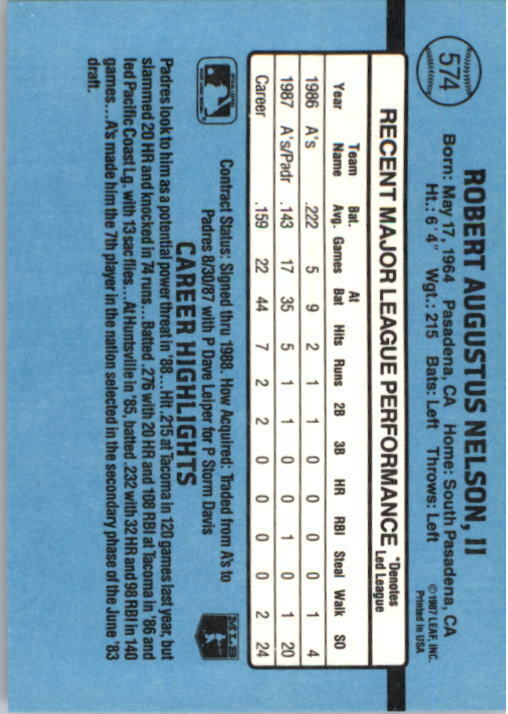 574
ROBERT AUGUSTUS NELSON, II
Born: May 17, 1964 Pasadena, CA Home: South Pasadena, CA
Ht.: 6'4" Wgt.: 215 Bats: Left Throws: Left
©1987 LEAF, INC.
Printed in USA
RECENT MAJOR LEAGUE PERFORMANCE *Denotes
Led League
Team Bat. At
Year Name Avg. Games Bat Hits Runs 2B 3B HR RBI Steal Walk SO
1986 A's .222 5 9 2 1 1 0 0 0 0 1 4
1987 A's/Padr .143 17 35 5 1 1 0 0 1 0 1 20
Career .159 22 44 7 2 2 0 0 0 0 2 24
Contract Status: Signed thru 1988. How Acquired: Traded from A's to
Padres 8/30/87 with P Dave Leiper for P Storm Davis
MLB
CAREER HIGHLIGHTS
Padres look to him as a potential power threat in '88...Hit .215 at Tacoma in 120 games last year, but
slammed 20 HR and knocked in 74 runs...Batted .276 with 20 HR and 108 RBI at Tacoma in '86 and
led Pacific Coast Lg. with 13 sac flies...At Huntsville in '85, batted .232 with 32 HR and 98 RBI in 140
games...A's made him the 7th player in the nation selected in the secondary phase of the June '83
draft.